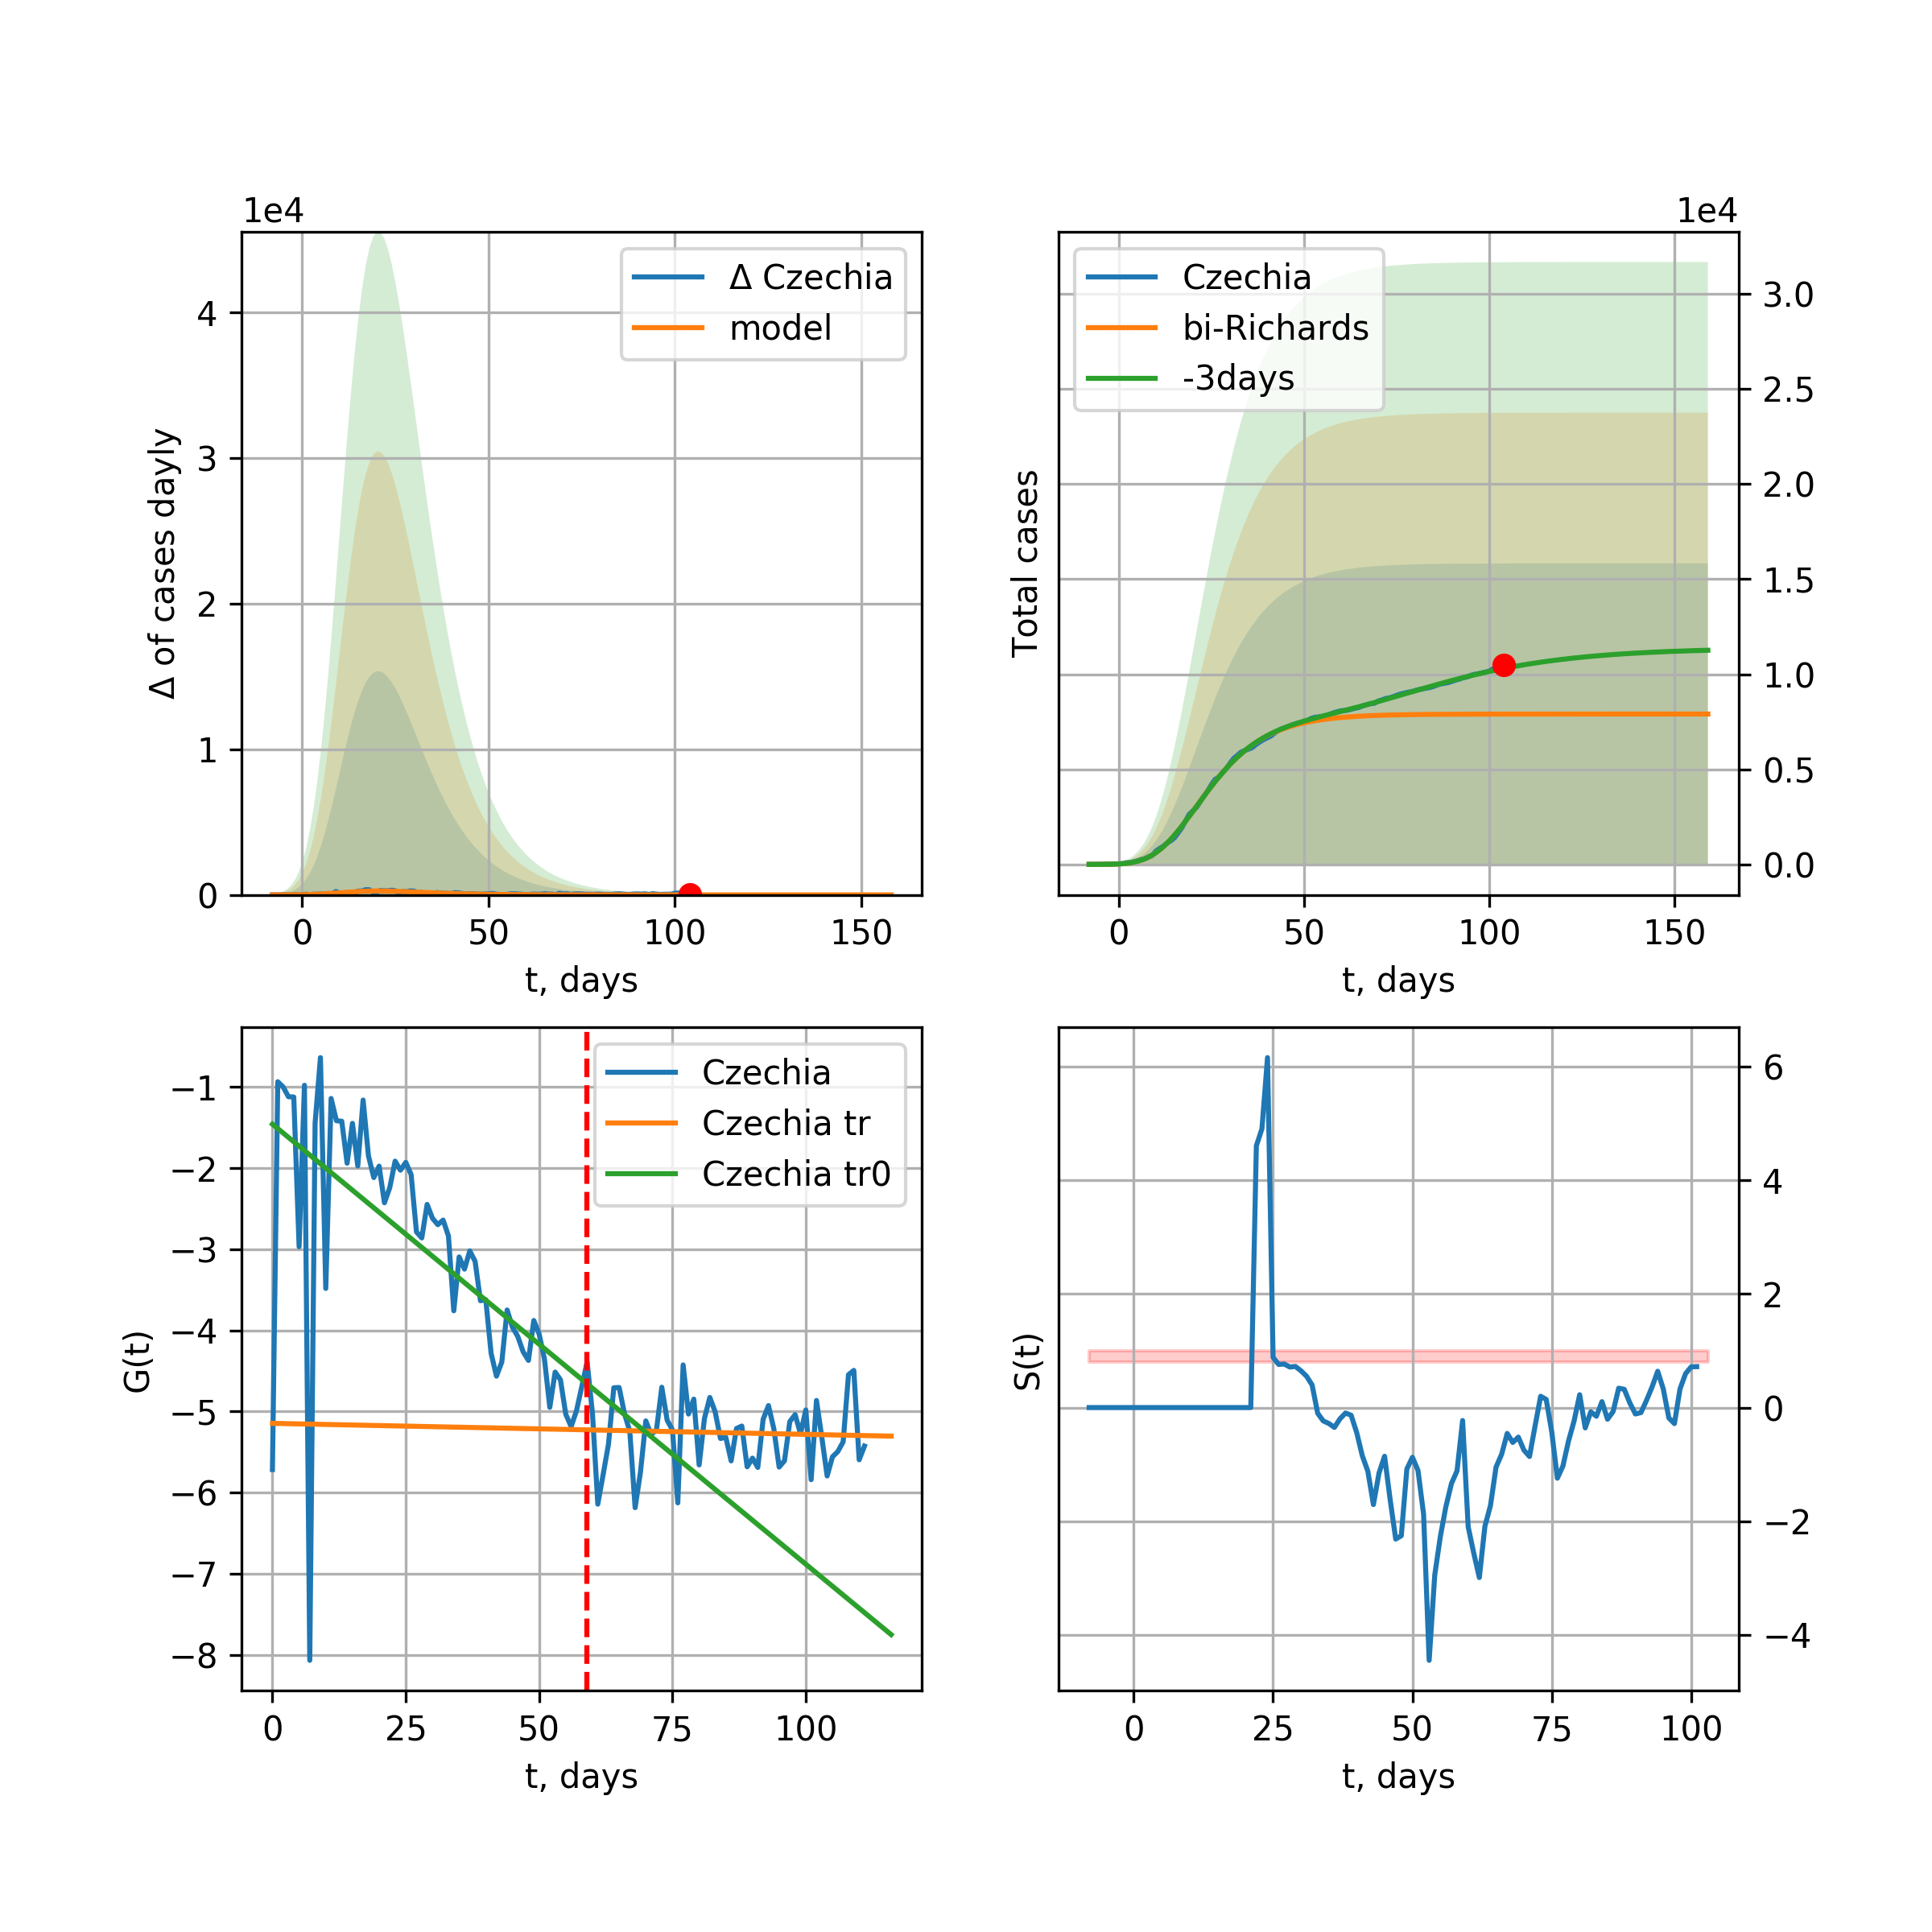 1e4
Δ of cases dayly
4
3
2
1
0
Δ Czechia
model
0 50 100 150
t, days
1e4
Total cases
Czechia
bi-Richards
-3days
3.0
2.5
2.0
1.5
1.0
0.5
0.0
0 50 100 150
t, days
G(t)
−1
−2
−3
−4
−5
−6
−7
−8
Czechia
Czechia tr
Czechia tr0
0 25 50 75 100
t, days
S(t)
6
4
2
0
−2
−4
0 25 50 75 100
t, days